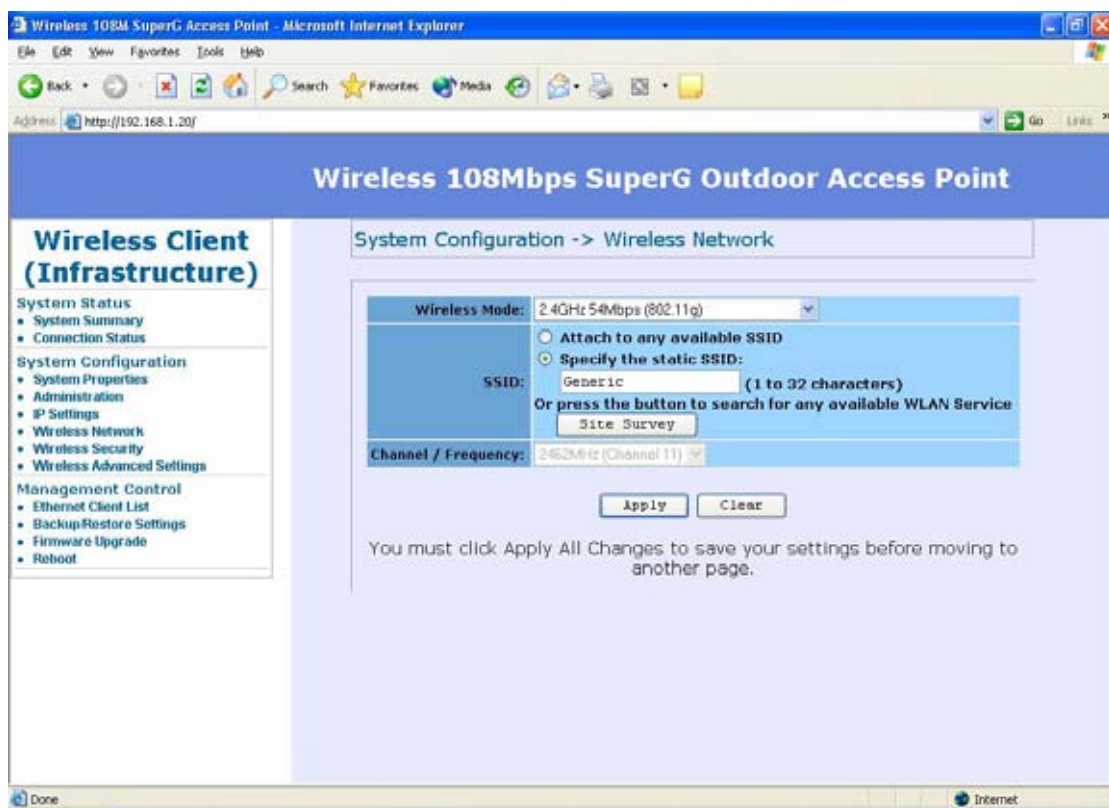 Wireless 108M SuperG Access Point - Microsoft Internet Explorer
File Edit View Favorites Tools Help
Back Search Favorites Media
Address http://192.168.1.20/ Go Links »
Wireless 108Mbps SuperG Outdoor Access Point
Wireless Client
(Infrastructure)
System Status
• System Summary
• Connection Status
System Configuration
• System Properties
• Administration
• IP Settings
• Wireless Network
• Wireless Security
• Wireless Advanced Settings
Management Control
• Ethernet Client List
• Backup/Restore Settings
• Firmware Upgrade
• Reboot
System Configuration -> Wireless Network
Wireless Mode: 2.4GHz 54Mbps (802.11g)
SSID:
Attach to any available SSID
Specify the static SSID:
Generic (1 to 32 characters)
Or press the button to search for any available WLAN Service
Site Survey
Channel / Frequency: 2462MHz (Channel 11)
Apply Clear
You must click Apply All Changes to save your settings before moving to
another page.
Done Internet